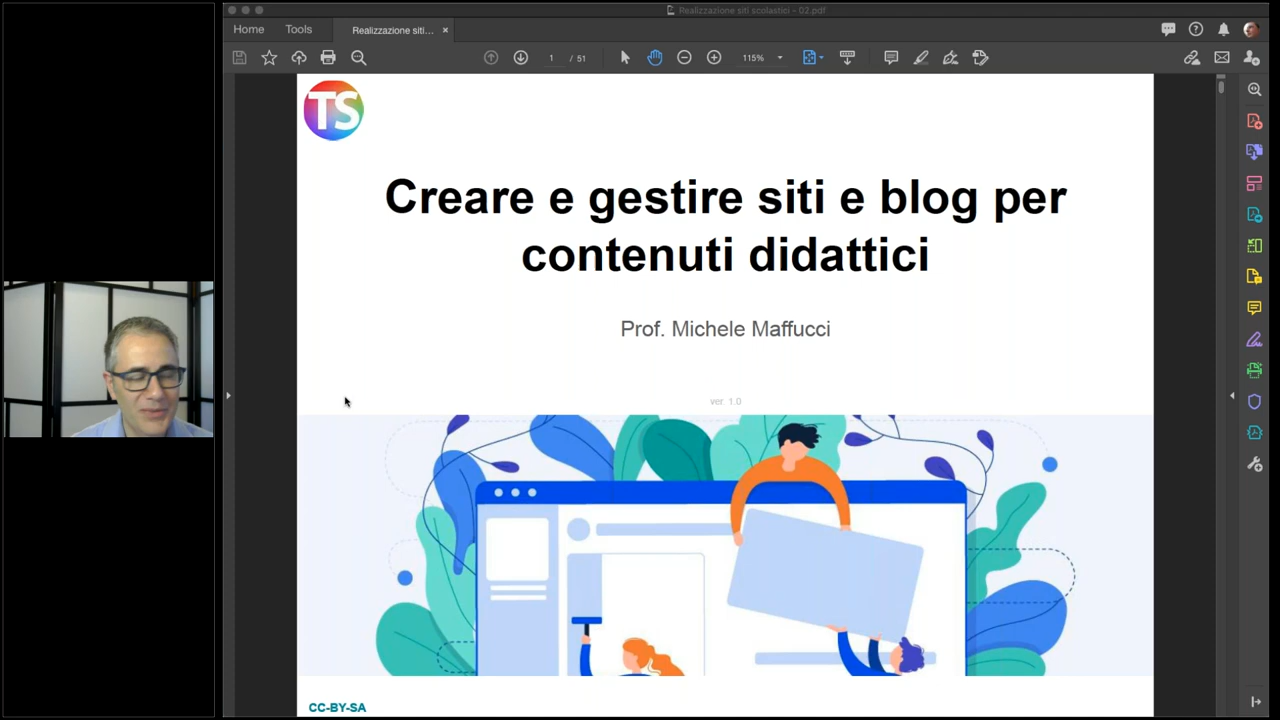 Realizzazione siti scolastici - 02.pdf
Home
Tools
Realizzazione siti...
1 / 51
115%
TS
Creare e gestire siti e blog per
contenuti didattici
Prof. Michele Maffucci
ver. 1.0
CC-BY-SA